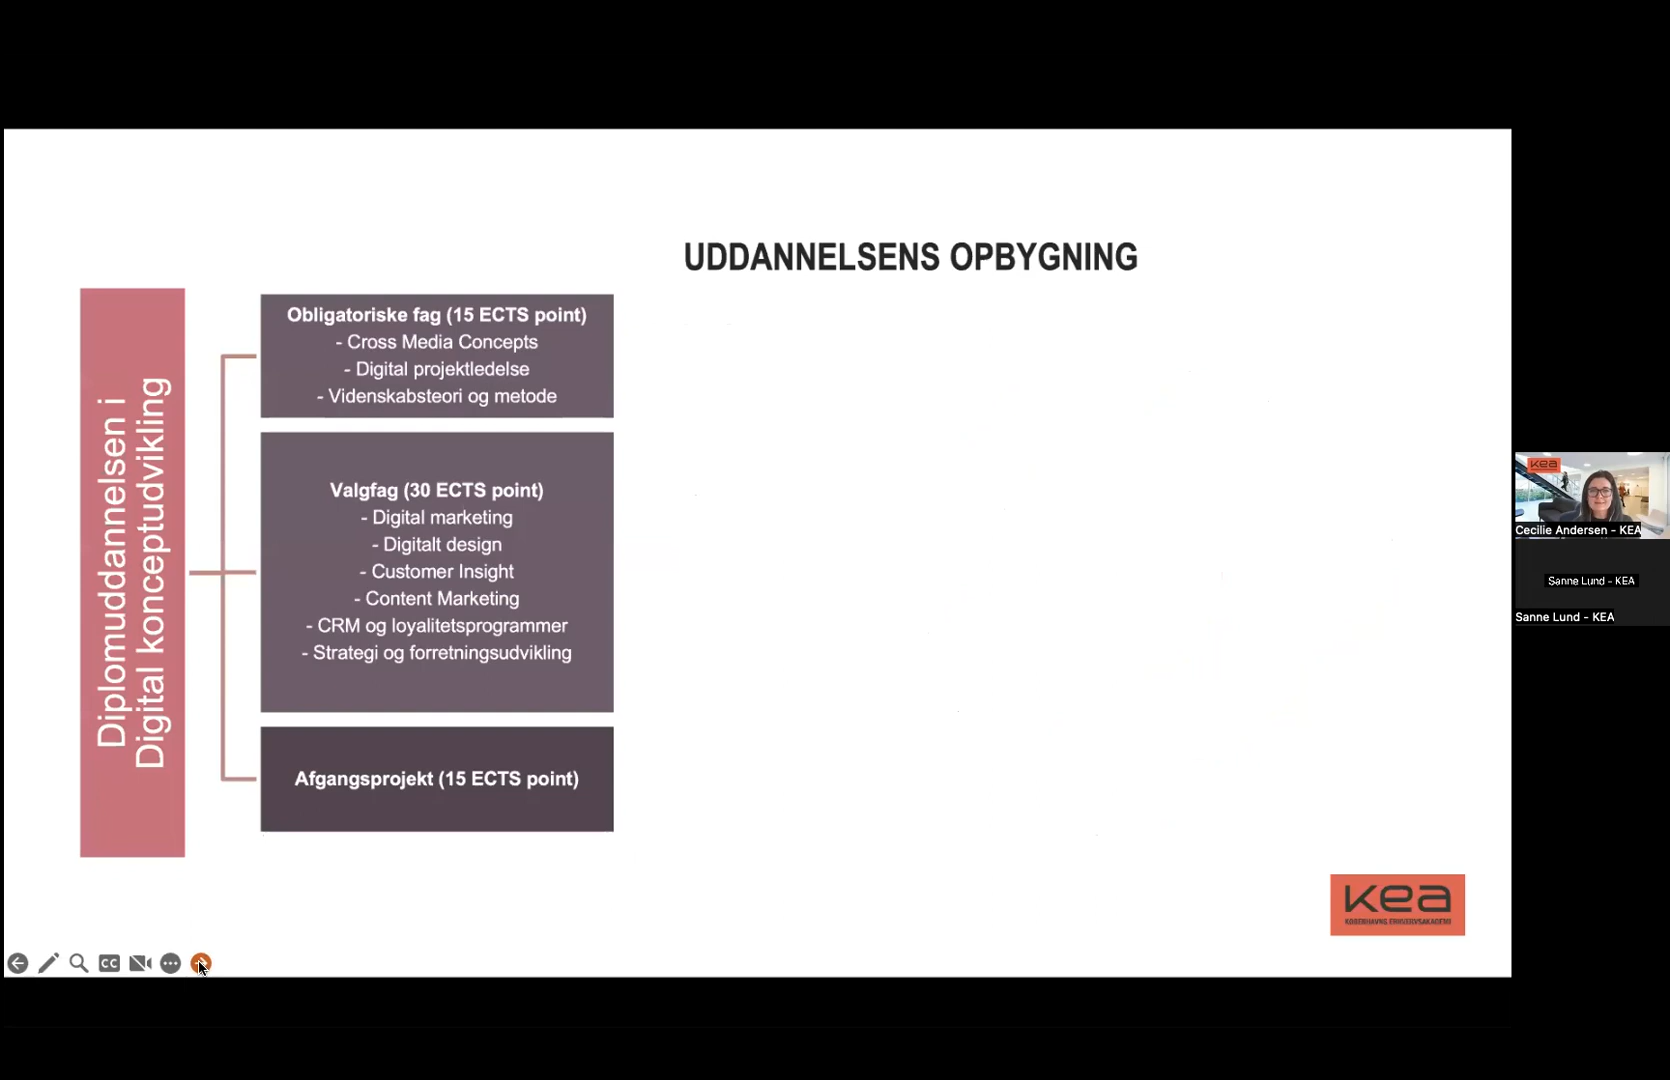 UDDANNELSENS OPBYGNING
Diplomuddannelsen i
Digital konceptudvikling
Obligatoriske fag (15 ECTS point)
- Cross Media Concepts
- Digital projektledelse
- Videnskabsteori og metode
Valgfag (30 ECTS point)
- Digital marketing
- Digitalt design
- Customer Insight
- Content Marketing
- CRM og loyalitetsprogrammer
- Strategi og forretningsudvikling
Afgangsprojekt (15 ECTS point)
kea
KØBENHAVNS ERHVERVSAKADEMI
CC
kea
Cecilie Andersen - KEA
Sanne Lund - KEA
Sanne Lund - KEA